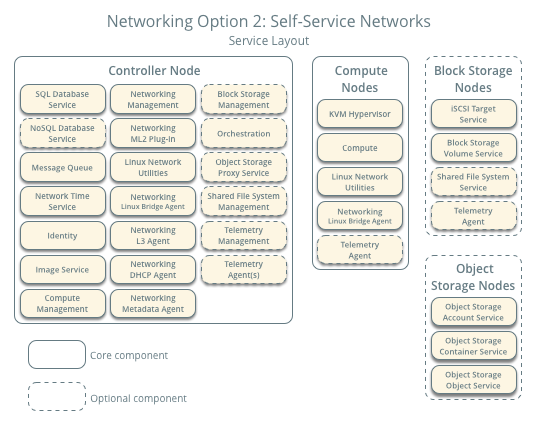 Networking Option 2: Self-Service Networks
Service Layout
Controller Node
SQL Database
Service
Networking
Management
Block Storage
Management
NoSQL Database
Service
Networking
ML2 Plug-in
Orchestration
Message Queue
Linux Network
Utilities
Object Storage
Proxy Service
Network Time
Service
Networking
Linux Bridge Agent
Shared File System
Management
Identity
Networking
L3 Agent
Telemetry
Management
Image Service
Networking
DHCP Agent
Telemetry
Agent(s)
Compute
Management
Networking
Metadata Agent
Compute
Nodes
KVM Hypervisor
Compute
Linux Network
Utilities
Networking
Linux Bridge Agent
Telemetry
Agent
Block Storage
Nodes
iSCSI Target
Service
Block Storage
Volume Service
Shared File System
Service
Telemetry
Agent
Object
Storage Nodes
Object Storage
Account Service
Object Storage
Container Service
Object Storage
Object Service
Core component
Optional component